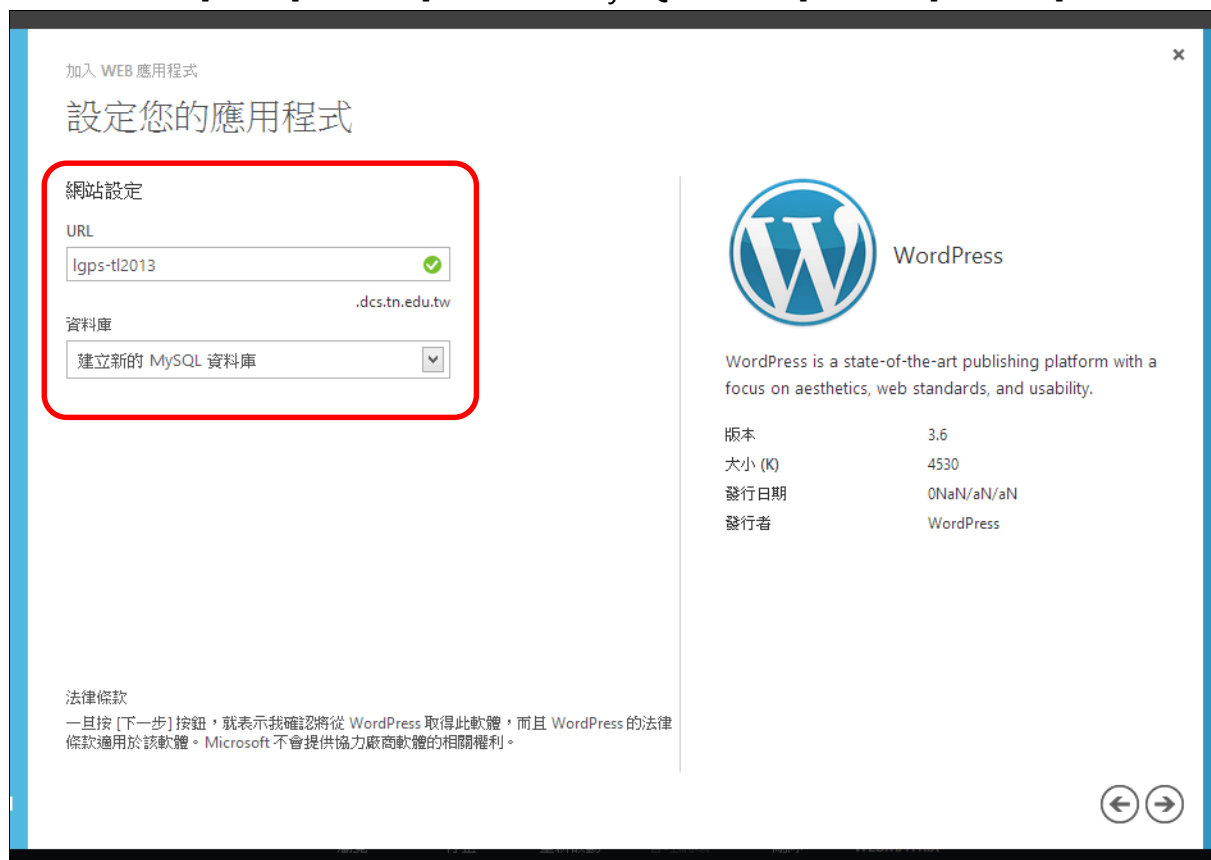 加入 WEB 應用程式
設定您的應用程式
網站設定
URL
lgps-tl2013
.dcs.tn.edu.tw
資料庫
建立新的 MySQL 資料庫
WordPress
WordPress is a state-of-the-art publishing platform with a
focus on aesthetics, web standards, and usability.
版本 3.6
大小 (K) 4530
發行日期 0NaN/aN/aN
發行者 WordPress
法律條款
一旦按 [下一步] 按鈕，就表示我確認將從 WordPress 取得此軟體，而且 WordPress 的法律
條款適用於該軟體。Microsoft 不會提供協力廠商軟體的相關權利。